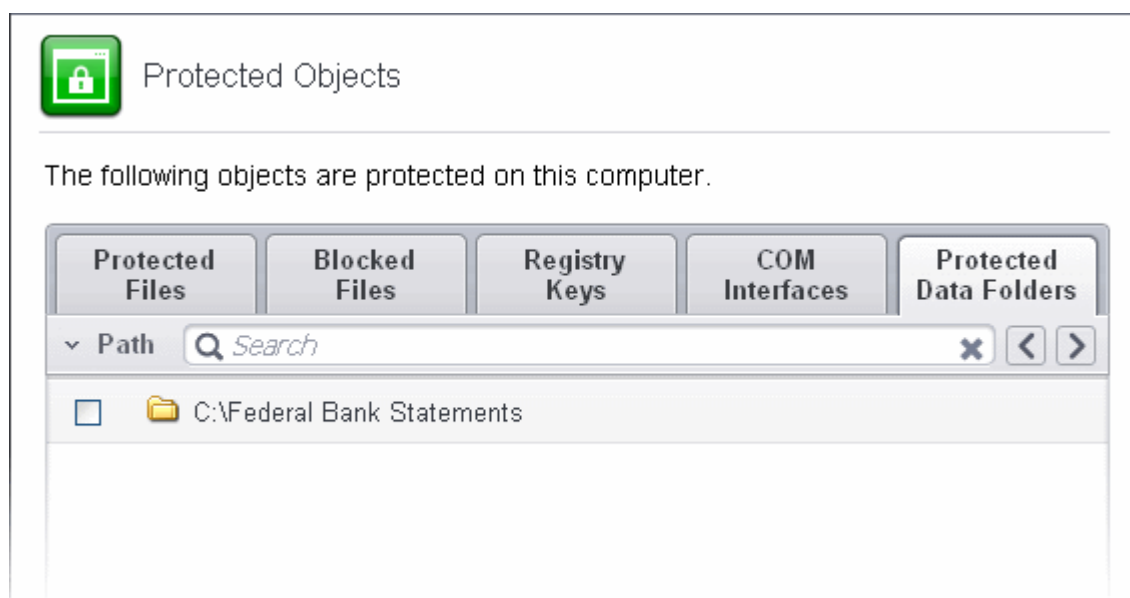 Protected Objects
The following objects are protected on this computer.
Protected Files
Blocked Files
Registry Keys
COM Interfaces
Protected Data Folders
Path
Search
C:\Federal Bank Statements